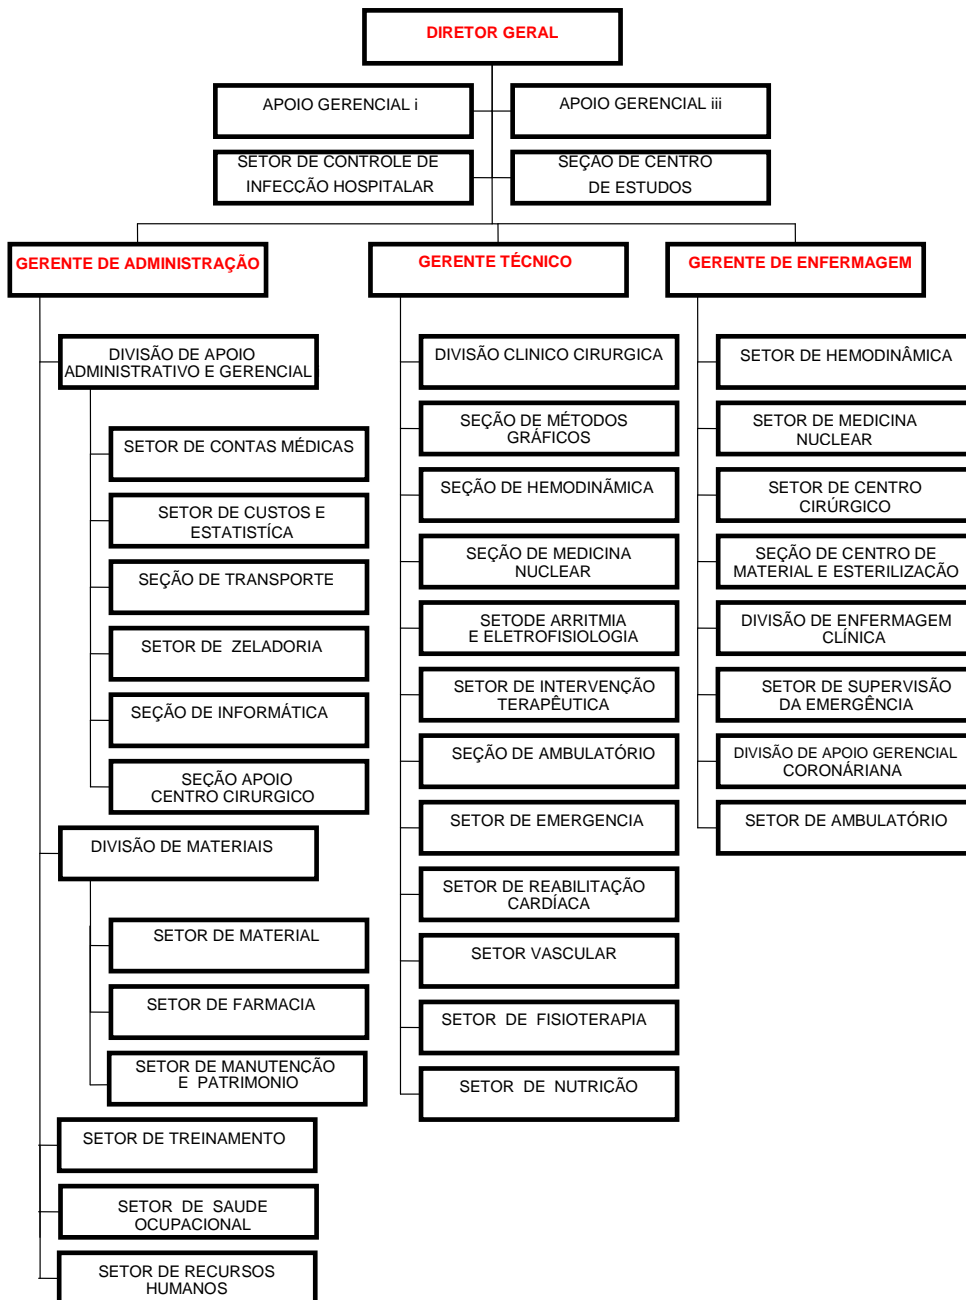 DIRETOR GERAL
APOIO GERENCIAL i
APOIO GERENCIAL iii
SETOR DE CONTROLE DE
INFECÇÃO HOSPITALAR
SEÇÃO DE CENTRO
DE ESTUDOS
GERENTE DE ADMINISTRAÇÃO
DIVISÃO DE APOIO
ADMINISTRATIVO E GERENCIAL
SETOR DE CONTAS MÉDICAS
SETOR DE CUSTOS E
ESTATISTÍCA
SEÇÃO DE TRANSPORTE
SETOR DE ZELADORIA
SEÇÃO DE INFORMÁTICA
SEÇÃO APOIO
CENTRO CIRURGICO
DIVISÃO DE MATERIAIS
SETOR DE MATERIAL
SETOR DE FARMACIA
SETOR DE MANUTENCÃO
E PATRIMONIO
SETOR DE TREINAMENTO
SETOR DE SAUDE
OCUPACIONAL
SETOR DE RECURSOS
HUMANOS
GERENTE TÉCNICO
DIVISÃO CLINICO CIRURGICA
SEÇÃO DE MÉTODOS
GRÁFICOS
SEÇÃO DE HEMODINÃMICA
SEÇÃO DE MEDICINA
NUCLEAR
SETODE ARRITMIA
E ELETROFISIOLOGIA
SETOR DE INTERVENÇÃO
TERAPÊUTICA
SEÇÃO DE AMBULATÓRIO
SETOR DE EMERGENCIA
SETOR DE REABILITAÇÃO
CARDÍACA
SETOR VASCULAR
SETOR DE FISIOTERAPIA
SETOR DE NUTRIÇÃO
GERENTE DE ENFERMAGEM
SETOR DE HEMODINÂMICA
SETOR DE MEDICINA
NUCLEAR
SETOR DE CENTRO
CIRÚRGICO
SEÇÃO DE CENTRO DE
MATERIAL E ESTERILIZAÇÃO
DIVISÃO DE ENFERMAGEM
CLÍNICA
SETOR DE SUPERVISÃO
DA EMERGÊNCIA
DIVISÃO DE APOIO GERENCIAL
CORONÁRIANA
SETOR DE AMBULATÓRIO